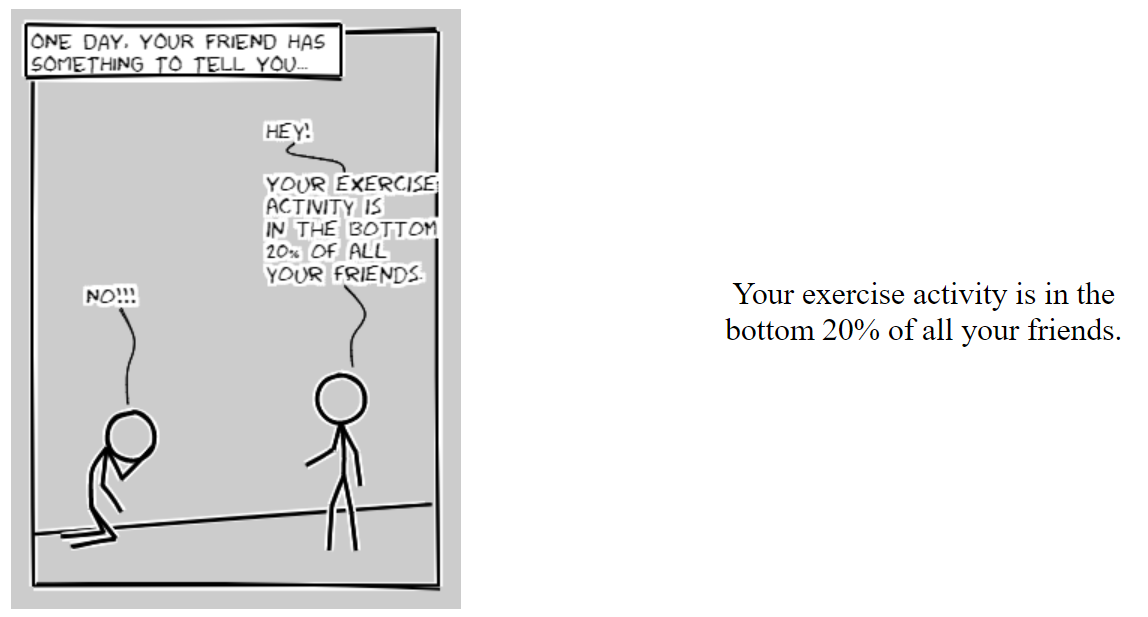 ONE DAY, YOUR FRIEND HAS
SOMETHING TO TELL YOU...
HEY!
YOUR EXERCISE
ACTIVITY IS
IN THE BOTTOM
20% OF ALL
YOUR FRIENDS.
NO!!!
Your exercise activity is in the
bottom 20% of all your friends.